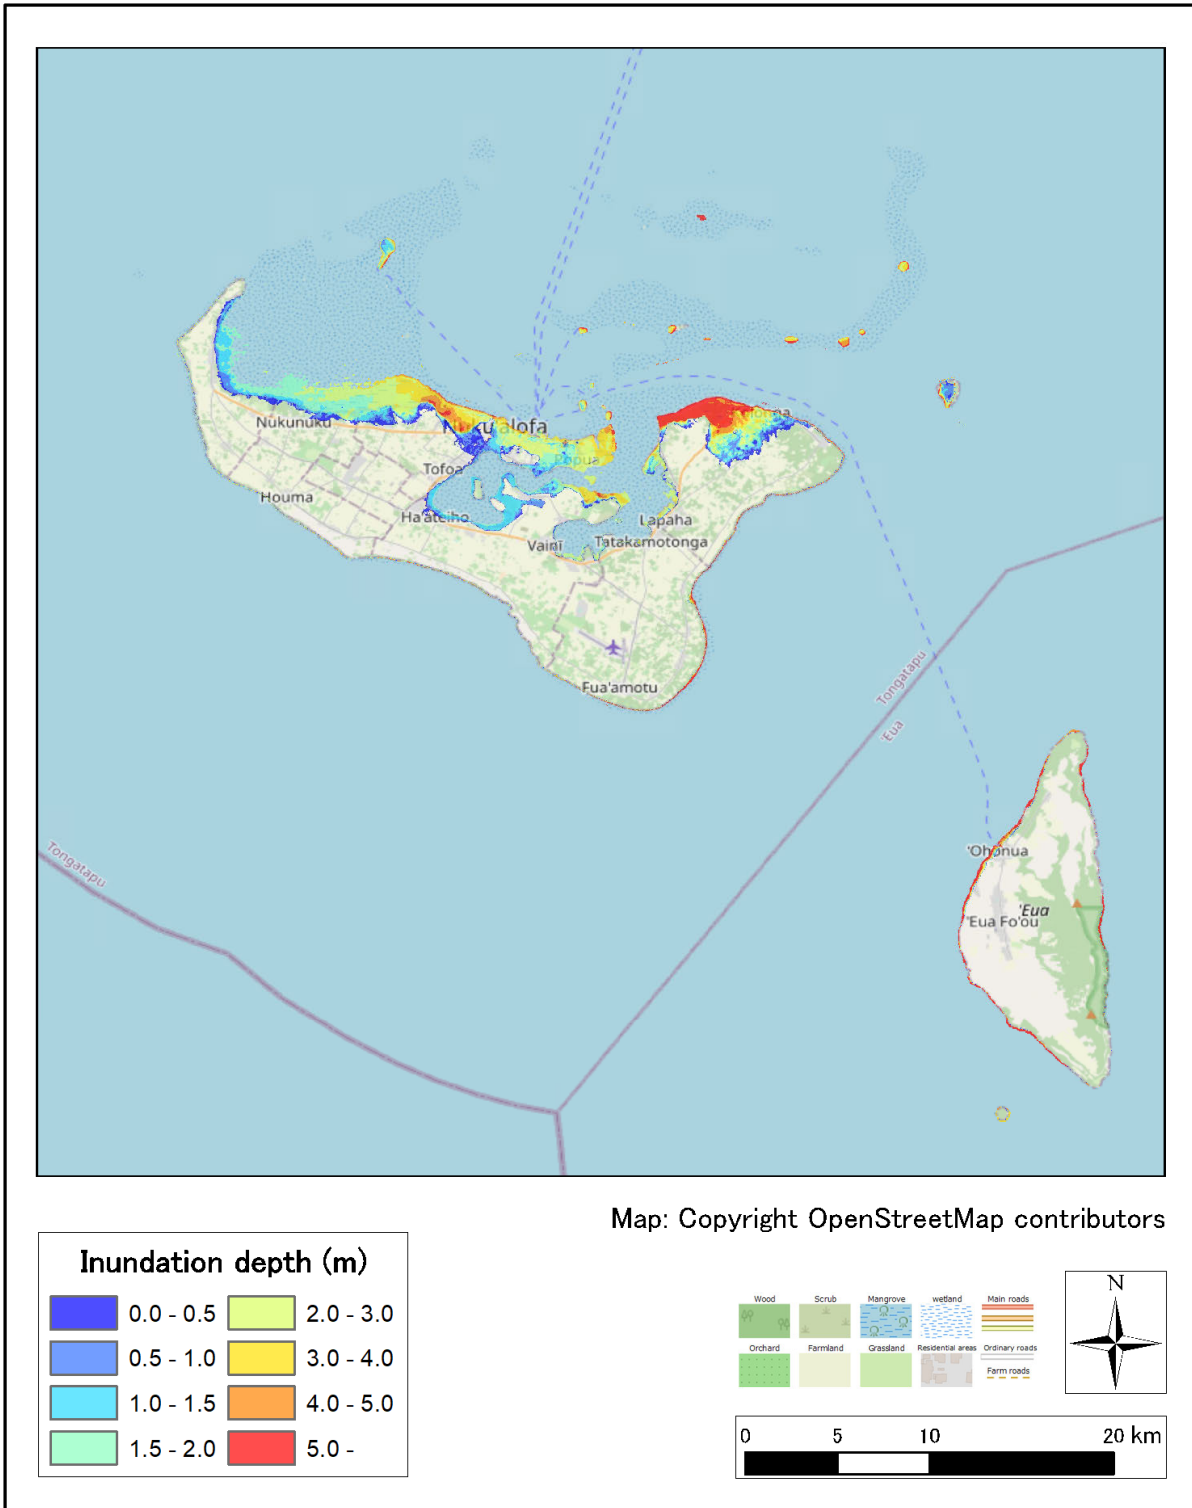 Nukunuku
Nuku'alofa
Tofoa
Houma
Ha'ateiho
Lapaha
Vainī
Tatakamotonga
Fua'amotu
Tongatapu
'Eua
Tongatapu
'Ohonua
'Eua
'Eua Fo'ou
Map: Copyright OpenStreetMap contributors
Inundation depth (m)
0.0 - 0.5
2.0 - 3.0
0.5 - 1.0
3.0 - 4.0
1.0 - 1.5
4.0 - 5.0
1.5 - 2.0
5.0 -
Wood
Scrub
Mangrove
wetland
Main roads
Orchard
Farmland
Grassland
Residential areas
Ordinary roads
Farm roads
N
0 5 10 20 km